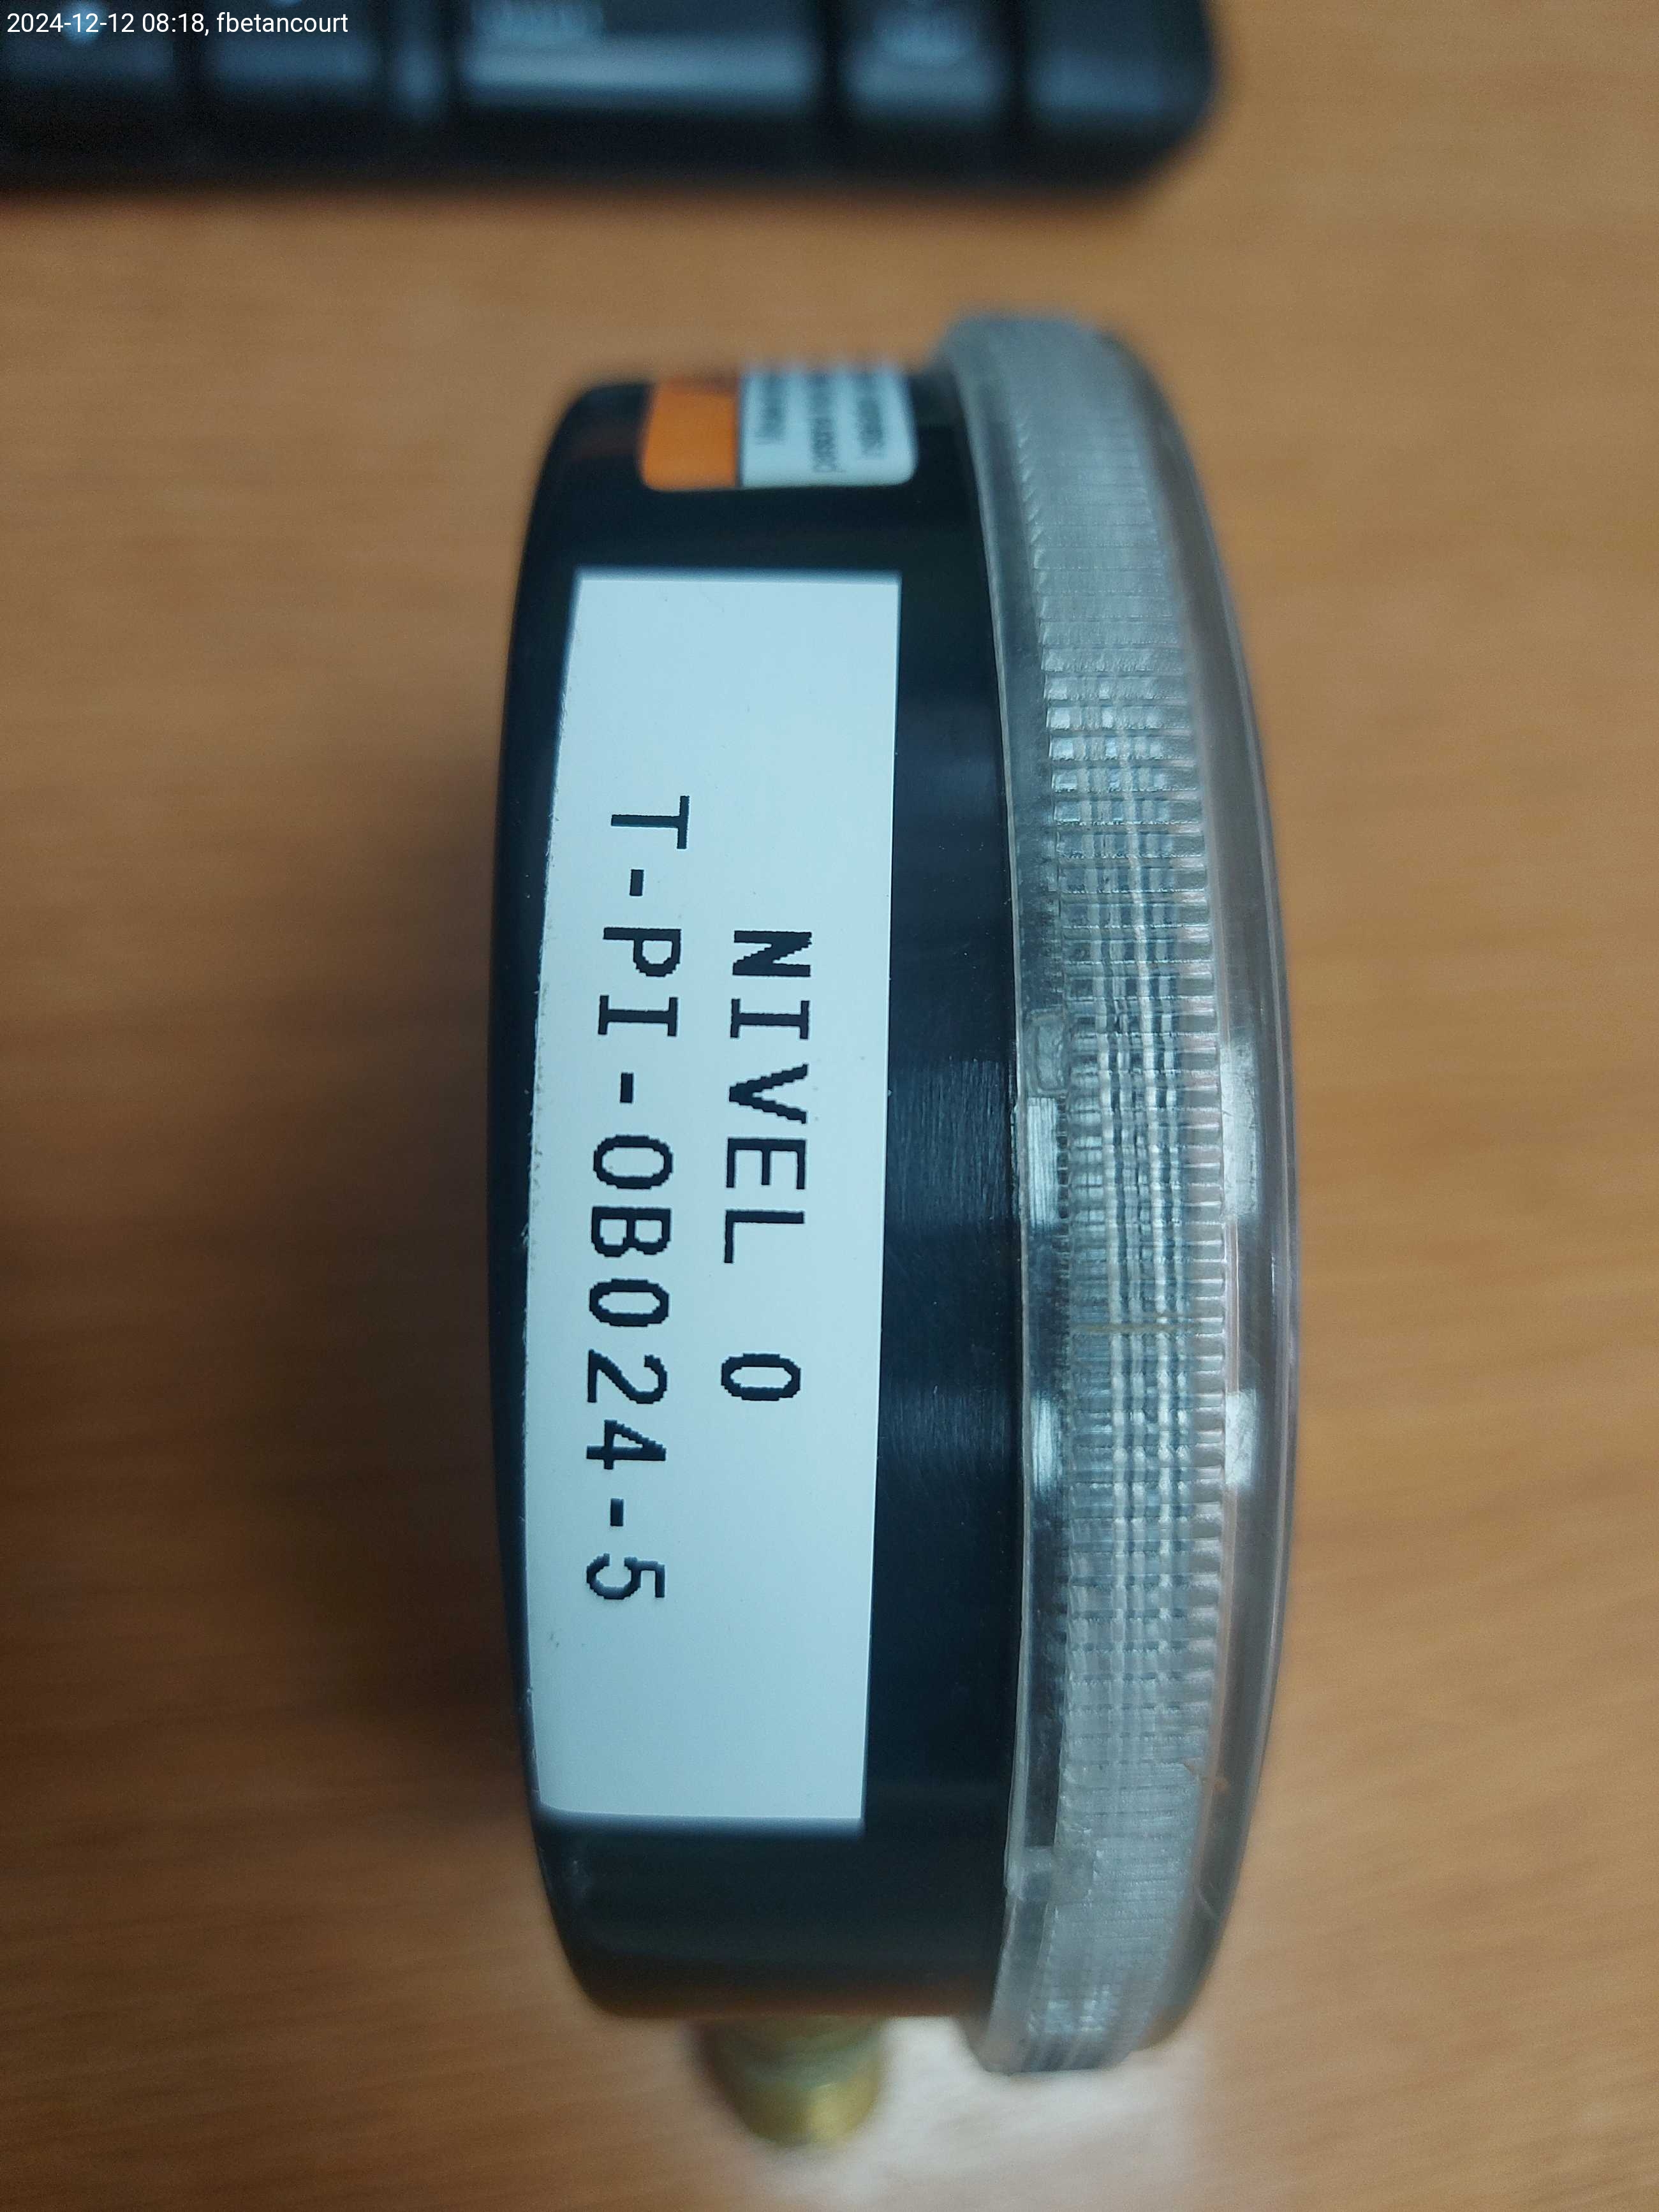 2024-12-12 08:18, fbetancourt
NIVEL 0
T-PI-0B024-5